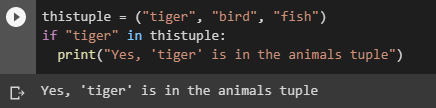 thistuple = ("tiger", "bird", "fish")
if "tiger" in thistuple:
  print("Yes, 'tiger' is in the animals tuple")
Yes, 'tiger' is in the animals tuple